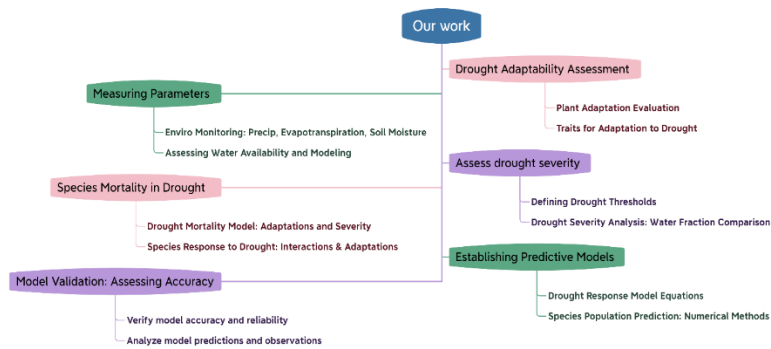 Our work
Drought Adaptability Assessment
Plant Adaptation Evaluation
Traits for Adaptation to Drought
Measuring Parameters
Enviro Monitoring: Precip, Evapotranspiration, Soil Moisture
Assessing Water Availability and Modeling
Assess drought severity
Defining Drought Thresholds
Drought Severity Analysis: Water Fraction Comparison
Species Mortality in Drought
Drought Mortality Model: Adaptations and Severity
Species Response to Drought: Interactions & Adaptations
Establishing Predictive Models
Drought Response Model Equations
Species Population Prediction: Numerical Methods
Model Validation: Assessing Accuracy
Verify model accuracy and reliability
Analyze model predictions and observations